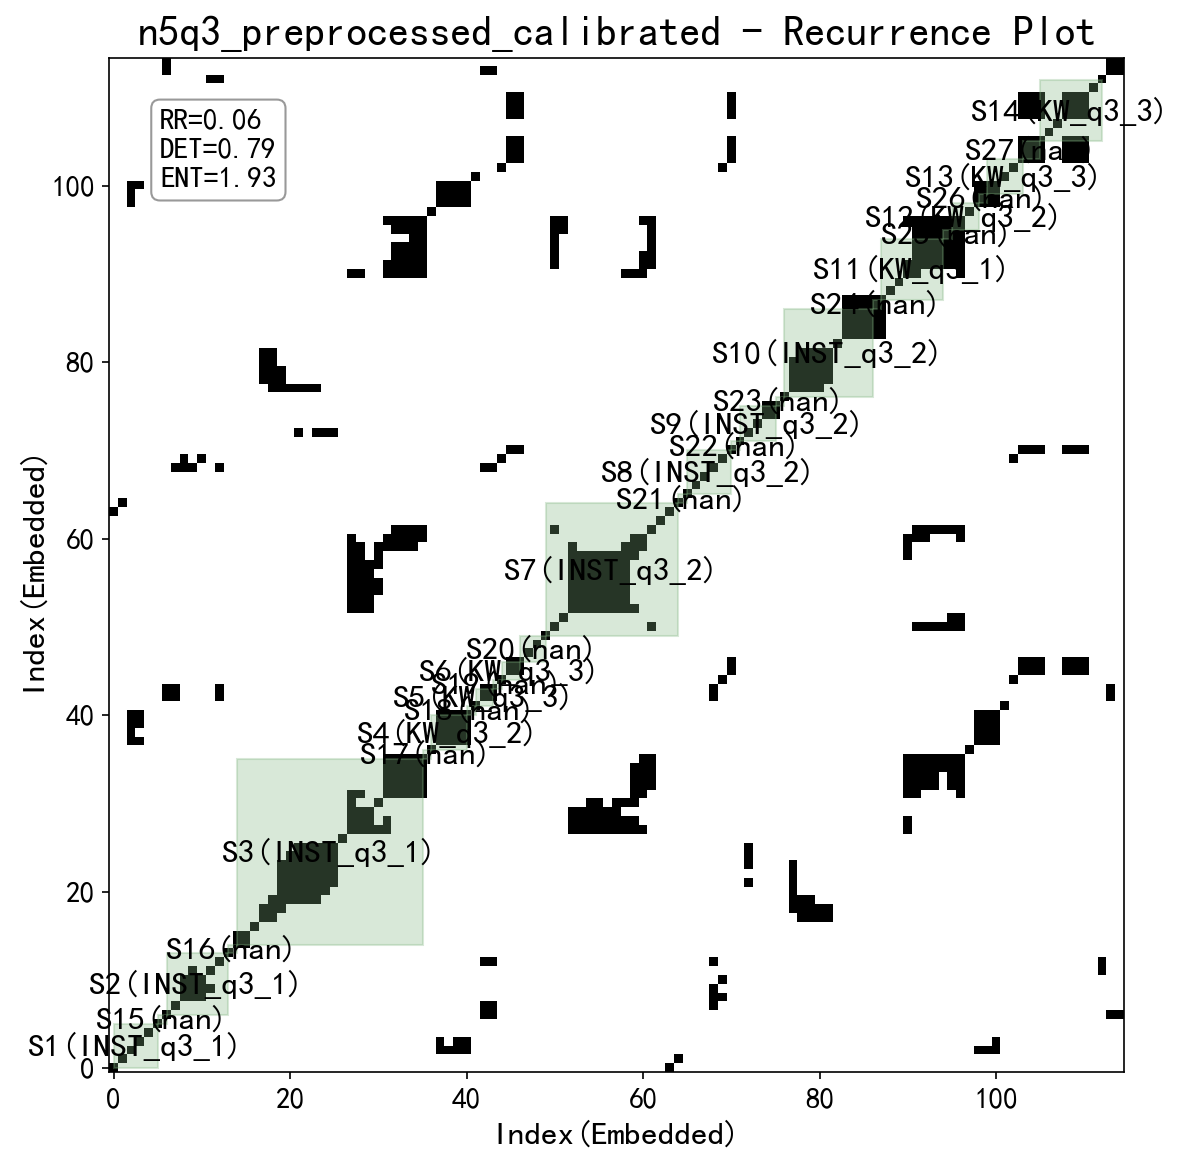 n5q3_preprocessed_calibrated - Recurrence Plot
RR=0.06
DET=0.79
ENT=1.93
S14(KW_q3_3)
S27(nan)
S13(KW_q3_3)
S26(nan)
S12(KW_q3_2)
S25(nan)
S11(KW_q3_1)
S24(nan)
S10(INST_q3_2)
S23(nan)
S9(INST_q3_2)
S22(nan)
S8(INST_q3_2)
S21(nan)
S7(INST_q3_2)
S20(nan)
S6(KW_q3_3)
S19(nan)
S5(KW_q3_3)
S18(nan)
S4(KW_q3_2)
S17(nan)
S3(INST_q3_1)
S16(nan)
S2(INST_q3_1)
S15(nan)
S1(INST_q3_1)
100
80
60
40
20
0
Index(Embedded)
0 20 40 60 80 100
Index(Embedded)